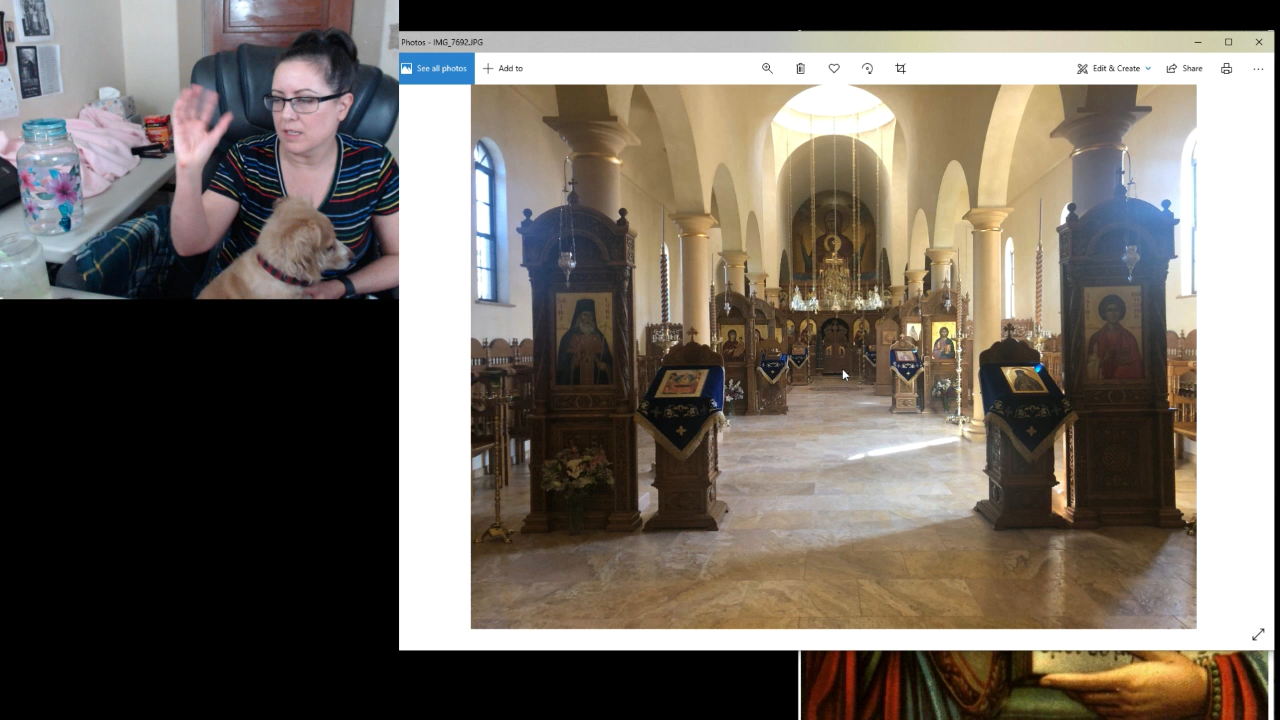 Photos - IMG_7692.JPG
See all photos
Add to
Edit & Create
Share